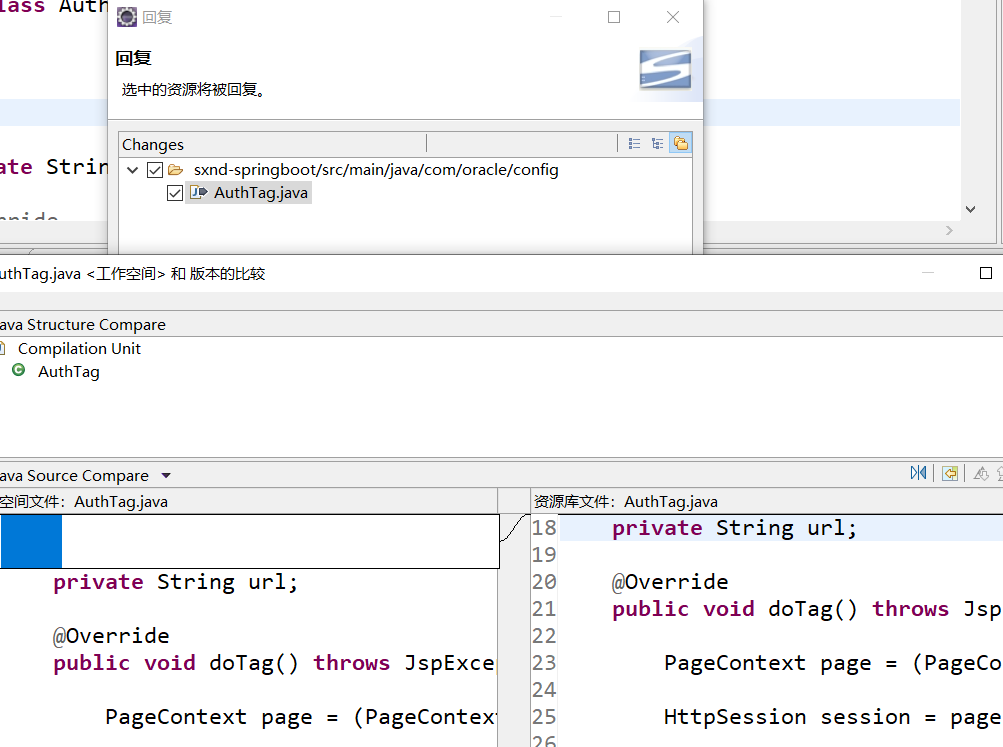 lass Auth
回复
回复
选中的资源将被回复。
Changes
ate Strin
sxnd-springboot/src/main/java/com/oracle/config
AuthTag.java
uthTag.java <工作空间> 和 版本的比较
ava Structure Compare
Compilation Unit
AuthTag
ava Source Compare
空间文件：AuthTag.java
资源库文件：AuthTag.java
private String url;
@Override
public void doTag() throws JspExce
PageContext page = (PageContext
18 private String url;
19
20 @Override
21 public void doTag() throws Jsp
22
23 PageContext page = (PageCo
24
25 HttpSession session = page
26